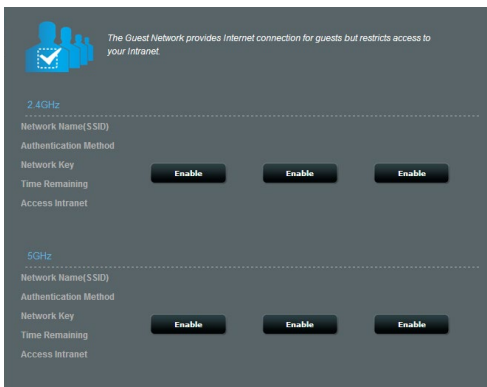 The Guest Network provides Internet connection for guests but restricts access to
your Intranet.
2.4GHz
Network Name(SSID)
Authentication Method
Network Key
Time Remaining
Access Intranet
Enable Enable Enable
5GHz
Network Name(SSID)
Authentication Method
Network Key
Time Remaining
Access Intranet
Enable Enable Enable